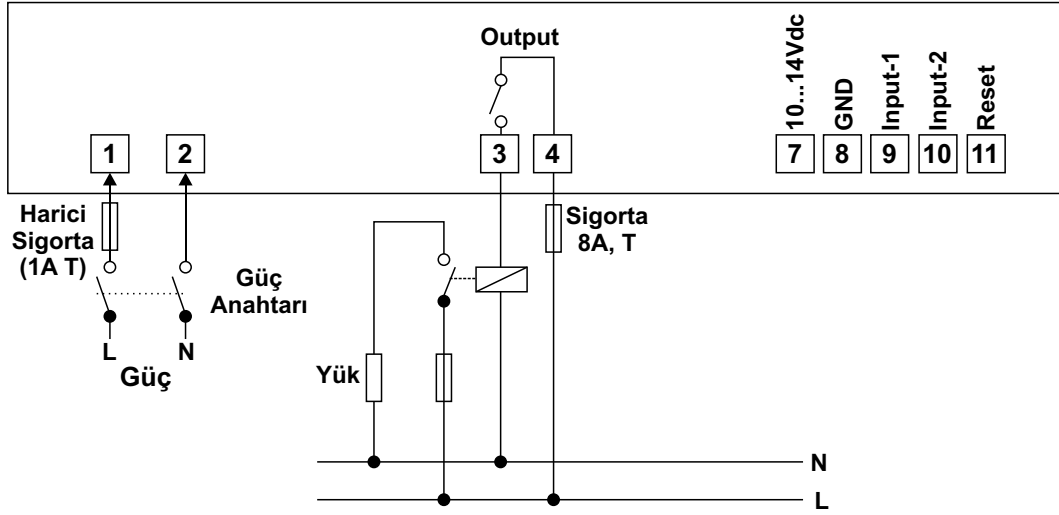 Output
10...14Vdc
GND
Input-1
Input-2
Reset
1
2
3
4
7
8
9
10
11
Harici
Sigorta
(1A T)
Güç
Anahtarı
L
N
Güç
Sigorta
8A, T
Yük
N
L